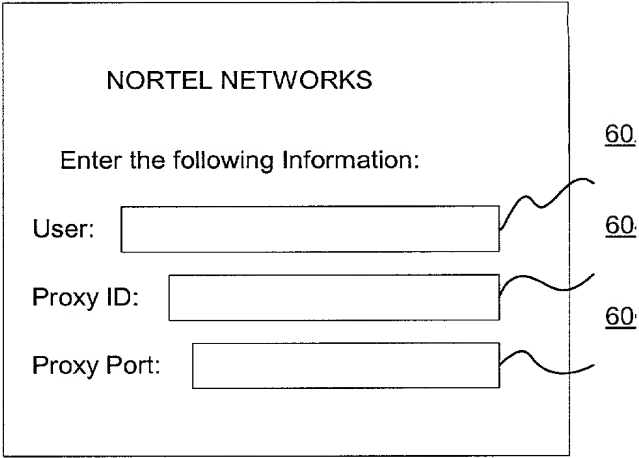 NORTEL NETWORKS
Enter the following Information:
User:
Proxy ID:
Proxy Port: